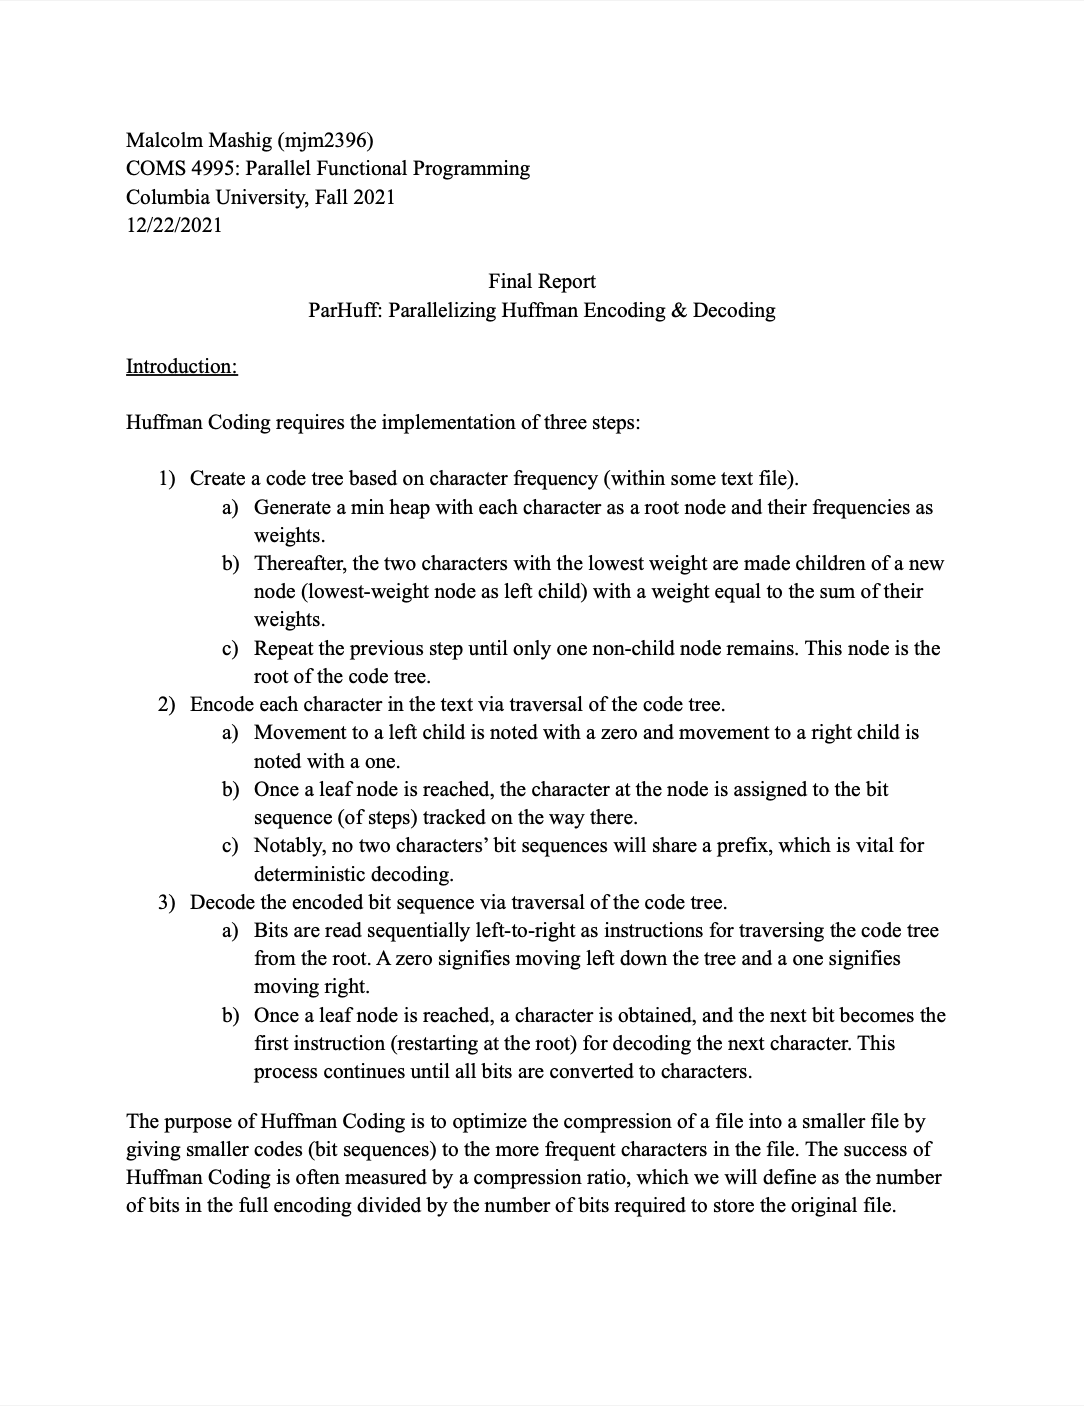 Malcolm Mashig (mjm2396)
COMS 4995: Parallel Functional Programming
Columbia University, Fall 2021
12/22/2021
Final Report
ParHuff: Parallelizing Huffman Encoding & Decoding
Introduction:
Huffman Coding requires the implementation of three steps:
1) Create a code tree based on character frequency (within some text file).
a) Generate a min heap with each character as a root node and their frequencies as
weights.
b) Thereafter, the two characters with the lowest weight are made children of a new
node (lowest-weight node as left child) with a weight equal to the sum of their
weights.
c) Repeat the previous step until only one non-child node remains. This node is the
root of the code tree.
2) Encode each character in the text via traversal of the code tree.
a) Movement to a left child is noted with a zero and movement to a right child is
noted with a one.
b) Once a leaf node is reached, the character at the node is assigned to the bit
sequence (of steps) tracked on the way there.
c) Notably, no two characters’ bit sequences will share a prefix, which is vital for
deterministic decoding.
3) Decode the encoded bit sequence via traversal of the code tree.
a) Bits are read sequentially left-to-right as instructions for traversing the code tree
from the root. A zero signifies moving left down the tree and a one signifies
moving right.
b) Once a leaf node is reached, a character is obtained, and the next bit becomes the
first instruction (restarting at the root) for decoding the next character. This
process continues until all bits are converted to characters.
The purpose of Huffman Coding is to optimize the compression of a file into a smaller file by
giving smaller codes (bit sequences) to the more frequent characters in the file. The success of
Huffman Coding is often measured by a compression ratio, which we will define as the number
of bits in the full encoding divided by the number of bits required to store the original file.